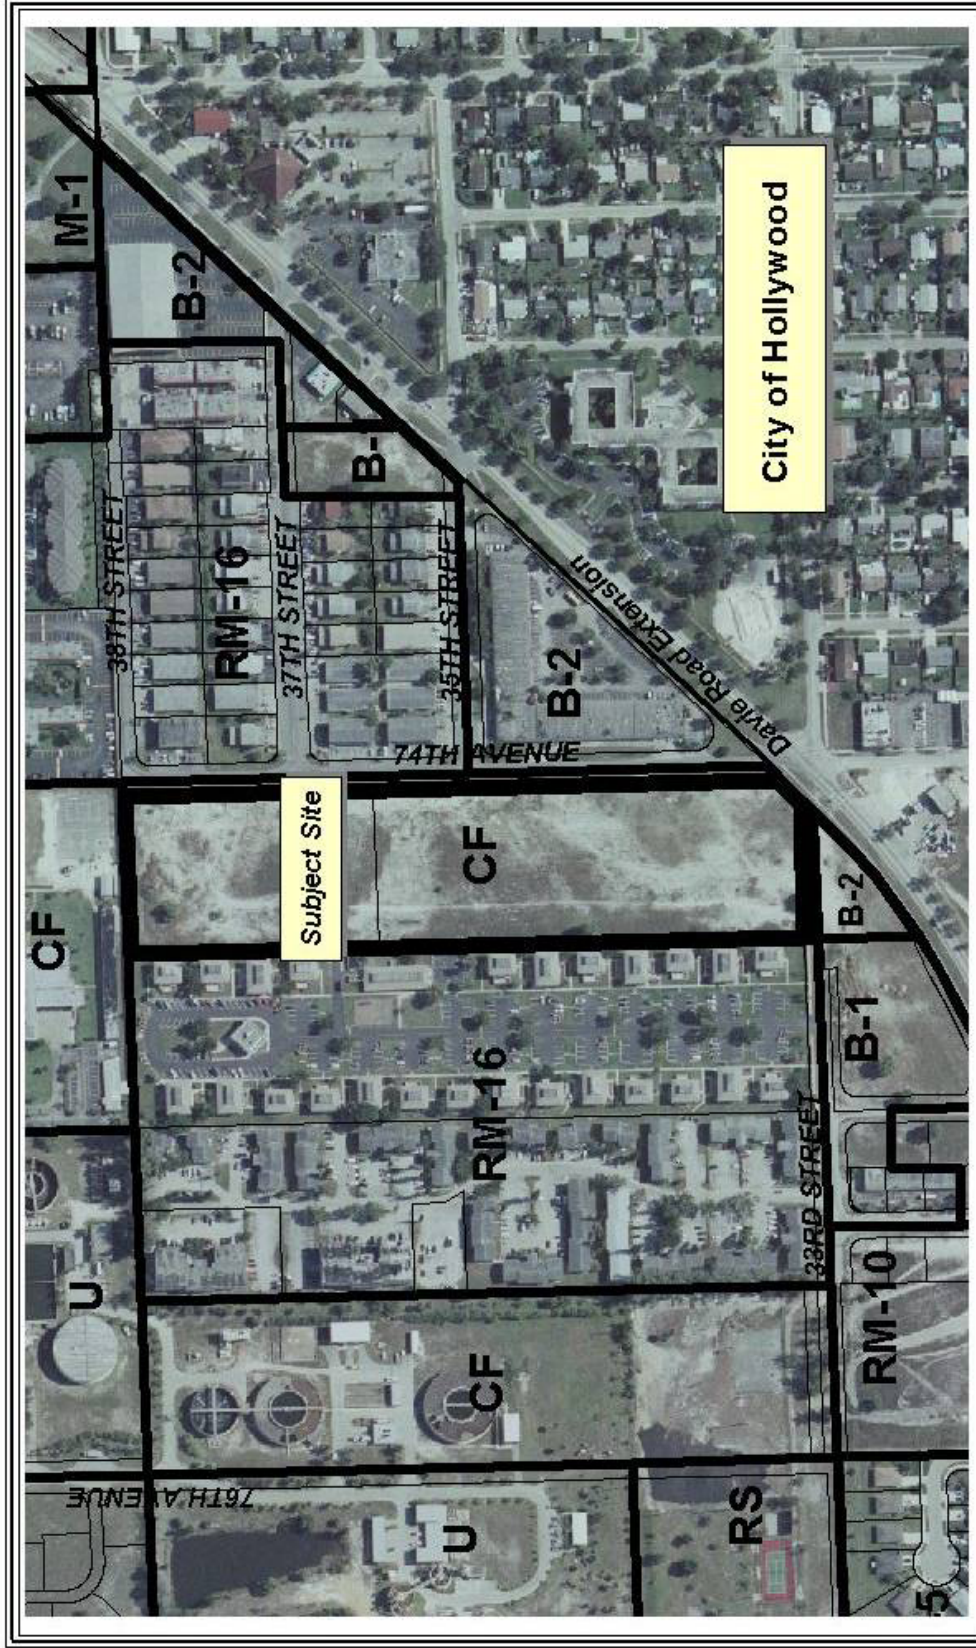 M-1
B-2
38TH STREET
RM-16
37TH STREET
B-
35TH STREET
B-2
74TH AVENUE
Davie Road Extension
City of Hollywood
Subject Site
CF
CF
B-2
B-1
RM-16
33RD STREET
U
CF
RM-10
76TH AVENUE
U
RS
-5